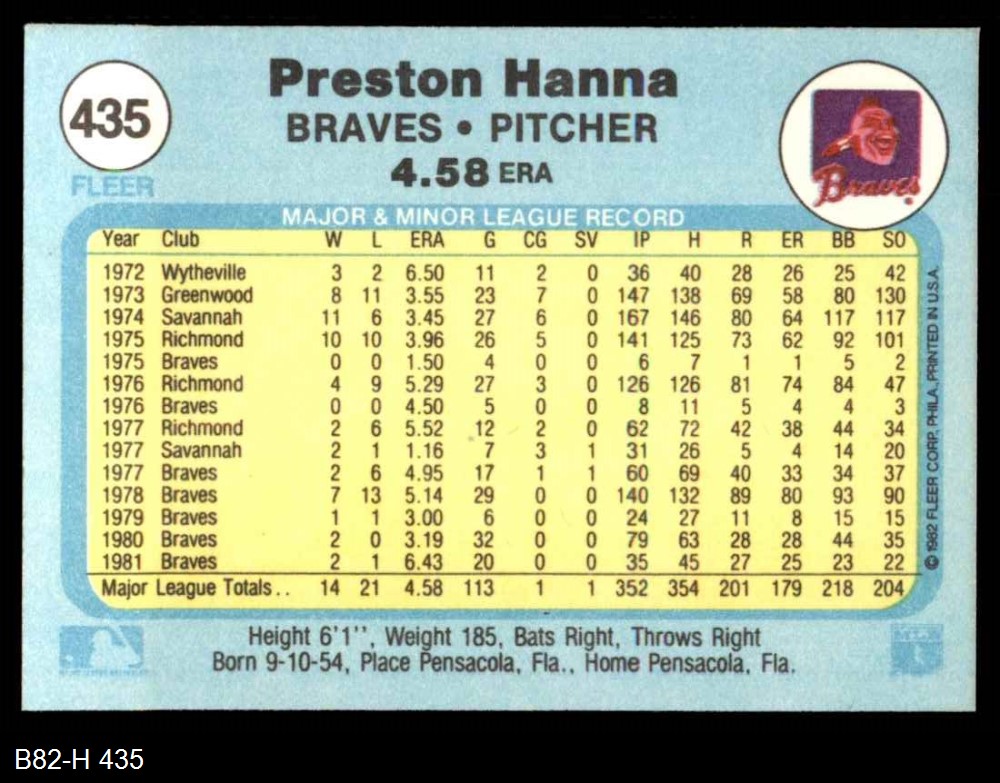 435
FLEER
Preston Hanna
BRAVES • PITCHER
4.58 ERA
Braves
MAJOR & MINOR LEAGUE RECORD
Year Club W L ERA G CG SV IP H R ER BB SO
1972 Wytheville 3 2 6.50 11 2 0 36 40 28 26 25 42
1973 Greenwood 8 11 3.55 23 7 0 147 138 69 58 80 130
1974 Savannah 11 6 3.45 27 6 0 167 146 80 64 117 117
1975 Richmond 10 10 3.96 26 5 0 141 125 73 62 92 101
1975 Braves 0 0 1.50 4 0 0 6 7 1 1 5 2
1976 Richmond 4 9 5.29 27 3 0 126 126 81 74 84 47
1976 Braves 0 0 4.50 5 0 0 8 11 5 4 4 3
1977 Richmond 2 6 5.52 12 2 0 62 72 42 38 44 34
1977 Savannah 2 1 1.16 7 3 1 31 26 5 4 14 20
1977 Braves 2 6 4.95 17 1 1 60 69 40 33 34 37
1978 Braves 7 13 5.14 29 0 0 140 132 89 80 93 90
1979 Braves 1 1 3.00 6 0 0 24 27 11 8 15 15
1980 Braves 2 0 3.19 32 0 0 79 63 28 28 44 35
1981 Braves 2 1 6.43 20 0 0 35 45 27 25 23 22
Major League Totals.. 14 21 4.58 113 1 1 352 354 201 179 218 204
© 1982 FLEER CORP., PHILA., PRINTED IN U.S.A.
Height 6'1'', Weight 185, Bats Right, Throws Right
Born 9-10-54, Place Pensacola, Fla., Home Pensacola, Fla.
B82-H 435